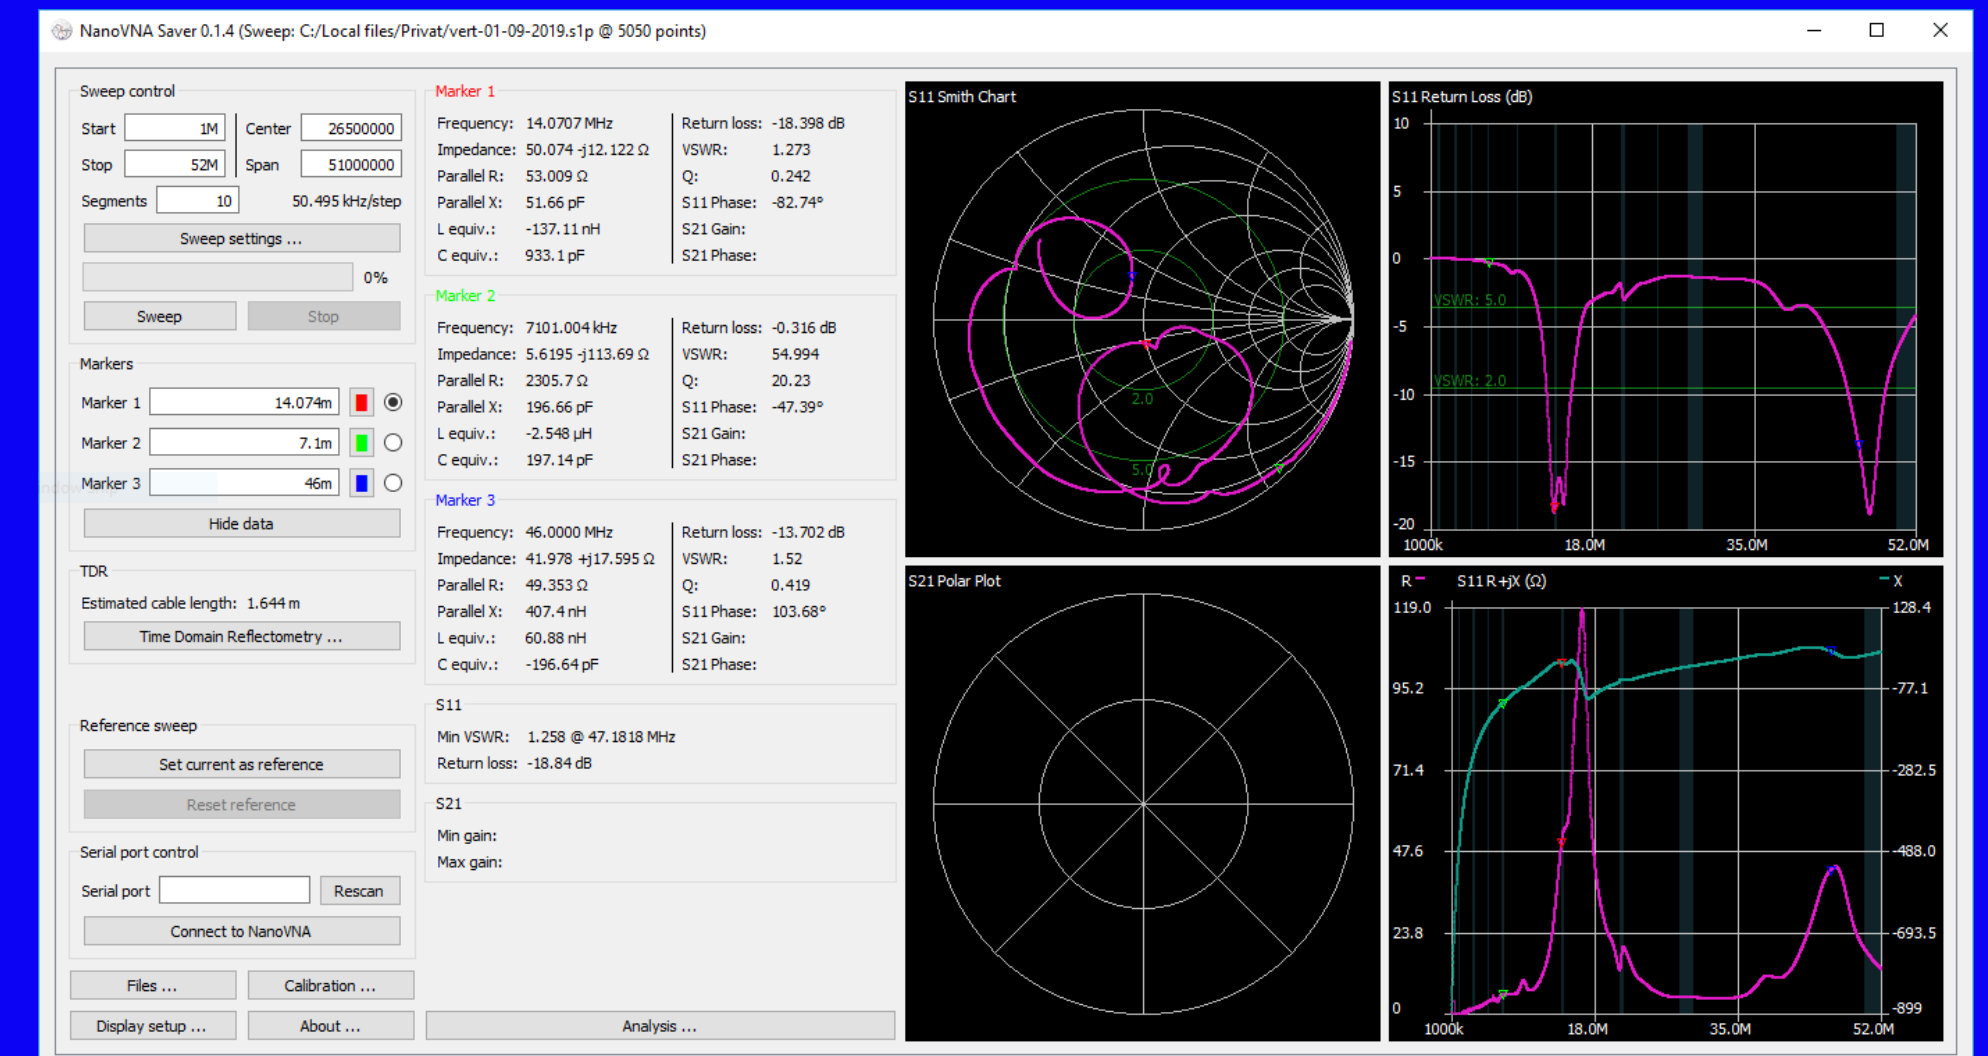 NanoVNA Saver 0.1.4 (Sweep: C:/Local files/Privat/vert-01-09-2019.s1p @ 5050 points)
Sweep control
Start 1M Center 26500000
Stop 52M Span 51000000
Segments 10 50.495 kHz/step
Sweep settings ...
0%
Sweep Stop
Markers
Marker 1 14.074m
Marker 2 7.1m
Marker 3 46m
Hide data
TDR
Estimated cable length: 1.644 m
Time Domain Reflectometry ...
Reference sweep
Set current as reference
Reset reference
Serial port control
Serial port Rescan
Connect to NanoVNA
Files ... Calibration ...
Display setup ... About ...
Marker 1
Frequency: 14.0707 MHz Return loss: -18.398 dB
Impedance: 50.074 -j12.122 Ω VSWR: 1.273
Parallel R: 53.009 Ω Q: 0.242
Parallel X: 51.66 pF S11 Phase: -82.74°
L equiv.: -137.11 nH S21 Gain:
C equiv.: 933.1 pF S21 Phase:
Marker 2
Frequency: 7101.004 kHz Return loss: -0.316 dB
Impedance: 5.6195 -j113.69 Ω VSWR: 54.994
Parallel R: 2305.7 Ω Q: 20.23
Parallel X: 196.66 pF S11 Phase: -47.39°
L equiv.: -2.548 µH S21 Gain:
C equiv.: 197.14 pF S21 Phase:
Marker 3
Frequency: 46.0000 MHz Return loss: -13.702 dB
Impedance: 41.978 +j17.595 Ω VSWR: 1.52
Parallel R: 49.353 Ω Q: 0.419
Parallel X: 407.4 nH S11 Phase: 103.68°
L equiv.: 60.88 nH S21 Gain:
C equiv.: -196.64 pF S21 Phase:
S11
Min VSWR: 1.258 @ 47.1818 MHz
Return loss: -18.84 dB
S21
Min gain:
Max gain:
Analysis ...
S11 Smith Chart
2.0
5.0
S11 Return Loss (dB)
10
5
0
VSWR: 5.0
-5
VSWR: 2.0
-10
-15
-20
1000k 18.0M 35.0M 52.0M
S21 Polar Plot
R S11 R+jX (Ω) X
119.0 128.4
95.2 -77.1
71.4 -282.5
47.6 -488.0
23.8 -693.5
0 -899
1000k 18.0M 35.0M 52.0M